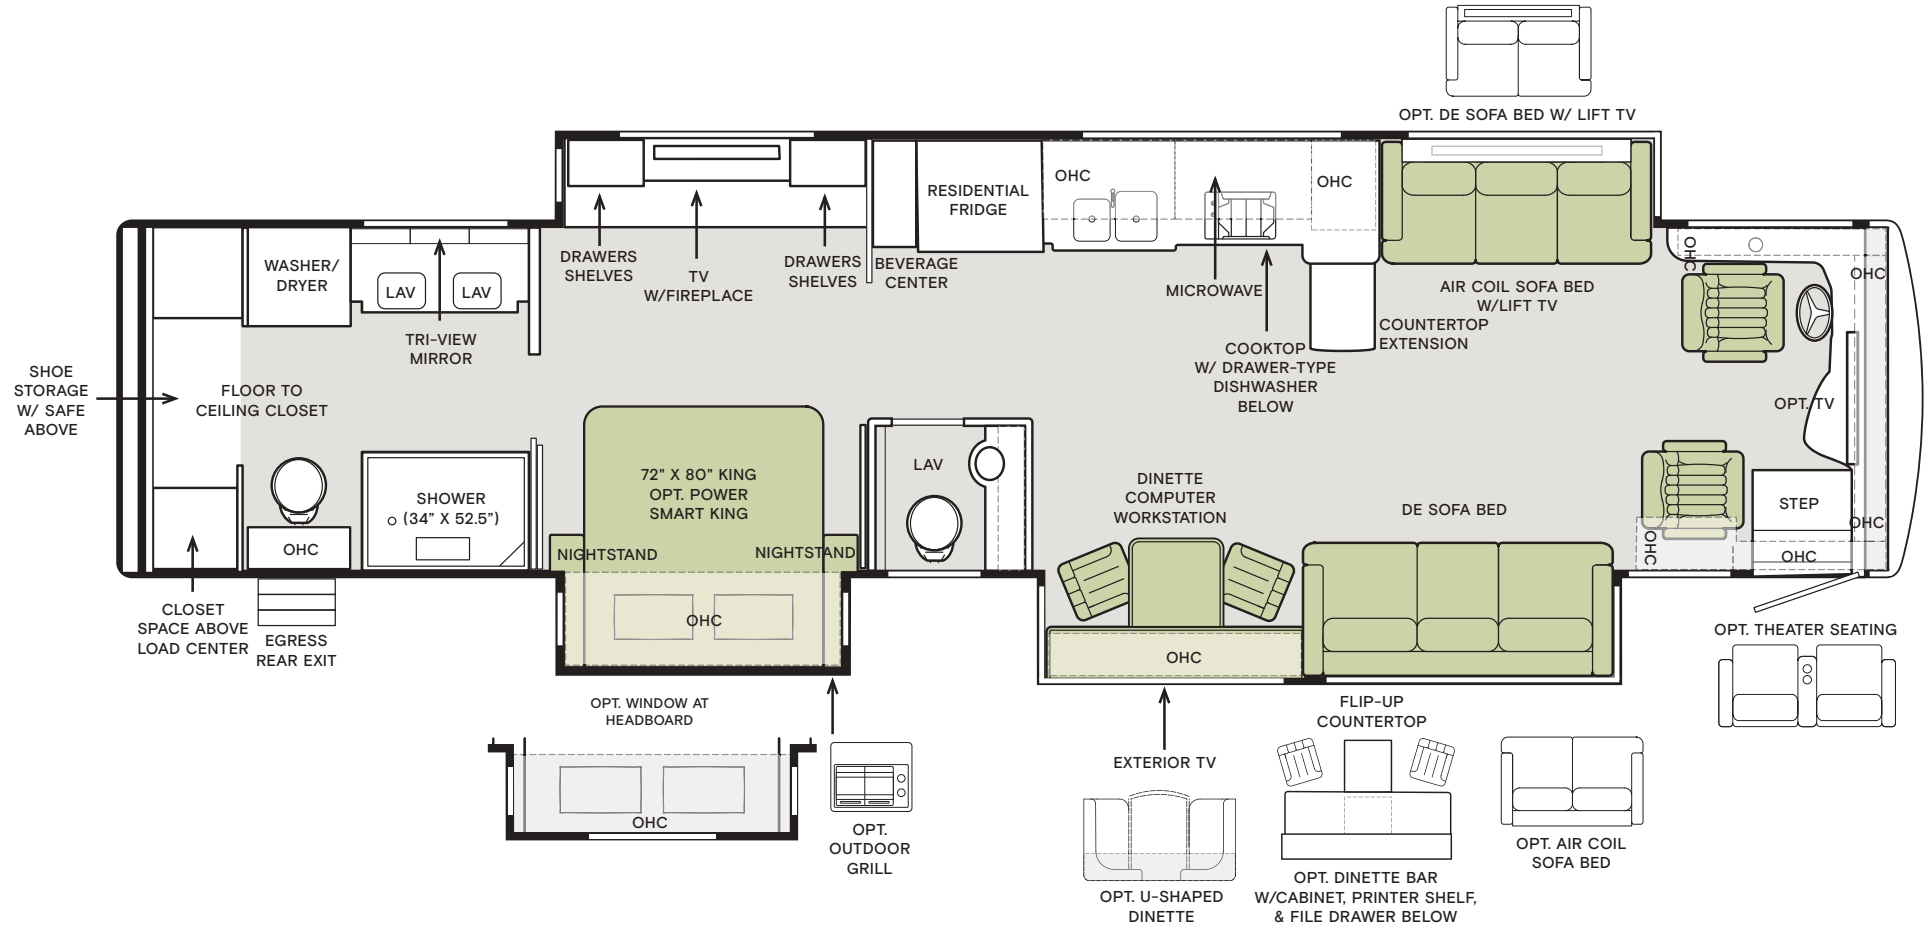 OPT. DE SOFA BED W/ LIFT TV
RESIDENTIAL
FRIDGE
OHC
OHC
DRAWERS
SHELVES
TV
W/FIREPLACE
DRAWERS
SHELVES
BEVERAGE
CENTER
MICROWAVE
AIR COIL SOFA BED
W/LIFT TV
OHC
OHC
WASHER/
DRYER
LAV
LAV
TRI-VIEW
MIRROR
COUNTERTOP
EXTENSION
COOKTOP
W/ DRAWER-TYPE
DISHWASHER
BELOW
SHOE
STORAGE
W/ SAFE
ABOVE
FLOOR TO
CEILING CLOSET
OPT. TV
72" X 80" KING
OPT. POWER
SMART KING
LAV
DINETTE
COMPUTER
WORKSTATION
DE SOFA BED
STEP
OHC
OHC
OHC
SHOWER
(34" X 52.5")
OHC
NIGHTSTAND
NIGHTSTAND
OHC
OHC
CLOSET
SPACE ABOVE
LOAD CENTER
EGRESS
REAR EXIT
OPT. THEATER SEATING
OPT. WINDOW AT
HEADBOARD
OHC
OPT.
OUTDOOR
GRILL
EXTERIOR TV
FLIP-UP
COUNTERTOP
OPT. U-SHAPED
DINETTE
OPT. DINETTE BAR
W/CABINET, PRINTER SHELF,
& FILE DRAWER BELOW
OPT. AIR COIL
SOFA BED